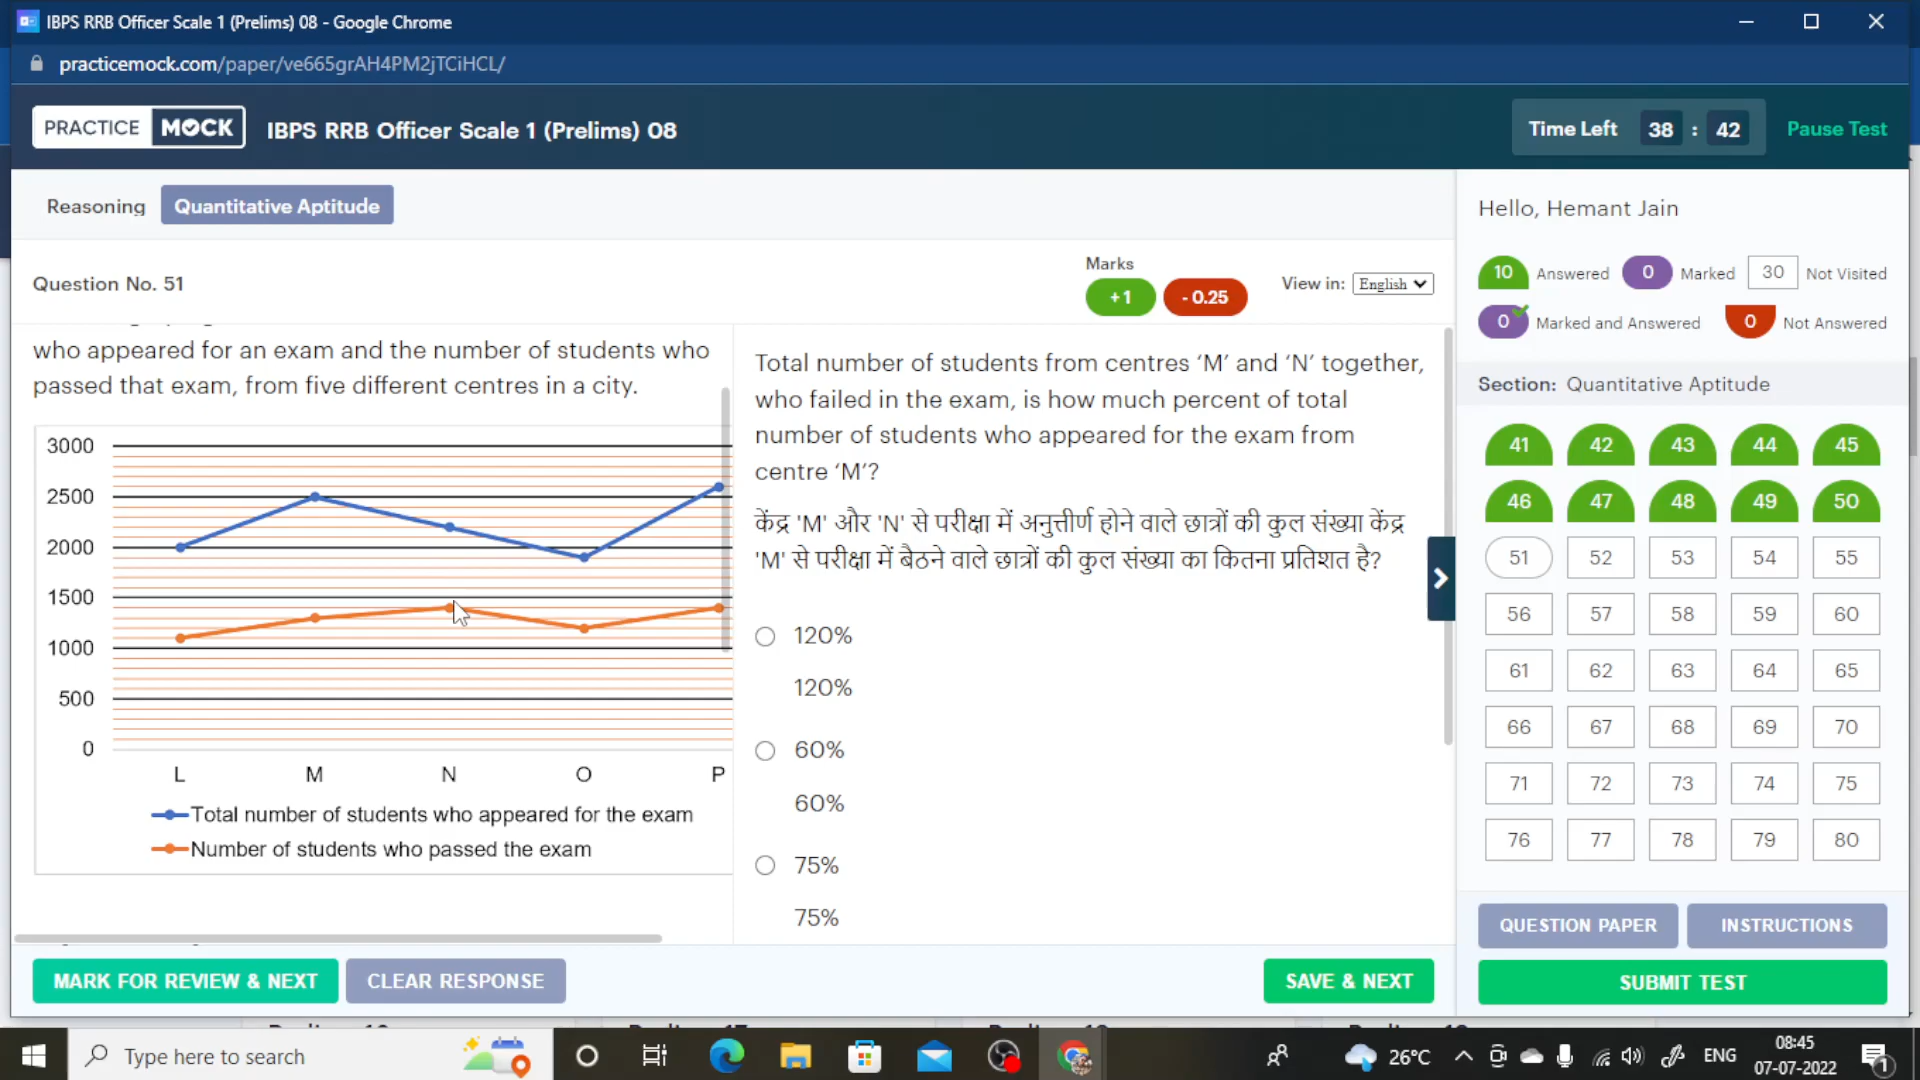 IBPS RRB Officer Scale 1 (Prelims) 08 - Google Chrome
practicemock.com/paper/ve665grAH4PM2jTCiHCL/
PRACTICE MOCK
IBPS RRB Officer Scale 1 (Prelims) 08
Time Left 38 : 42
Pause Test
Reasoning
Quantitative Aptitude
Hello, Hemant Jain
Question No. 51
Marks
+1
- 0.25
View in: English
10 Answered
0 Marked
30 Not Visited
0 Marked and Answered
0 Not Answered
who appeared for an exam and the number of students who
passed that exam, from five different centres in a city.
3000
2500
2000
1500
1000
500
0
L M N O P
Total number of students who appeared for the exam
Number of students who passed the exam
Total number of students from centres ‘M’ and ‘N’ together,
who failed in the exam, is how much percent of total
number of students who appeared for the exam from
centre ‘M’?
केंद्र 'M' और 'N' से परीक्षा में अनुत्तीर्ण होने वाले छात्रों की कुल संख्या केंद्र
'M' से परीक्षा में बैठने वाले छात्रों की कुल संख्या का कितना प्रतिशत है?
120%
120%
60%
60%
75%
75%
Section: Quantitative Aptitude
41 42 43 44 45
46 47 48 49 50
51 52 53 54 55
56 57 58 59 60
61 62 63 64 65
66 67 68 69 70
71 72 73 74 75
76 77 78 79 80
QUESTION PAPER
INSTRUCTIONS
MARK FOR REVIEW & NEXT
CLEAR RESPONSE
SAVE & NEXT
SUBMIT TEST
Type here to search
26°C
ENG
08:45
07-07-2022
1